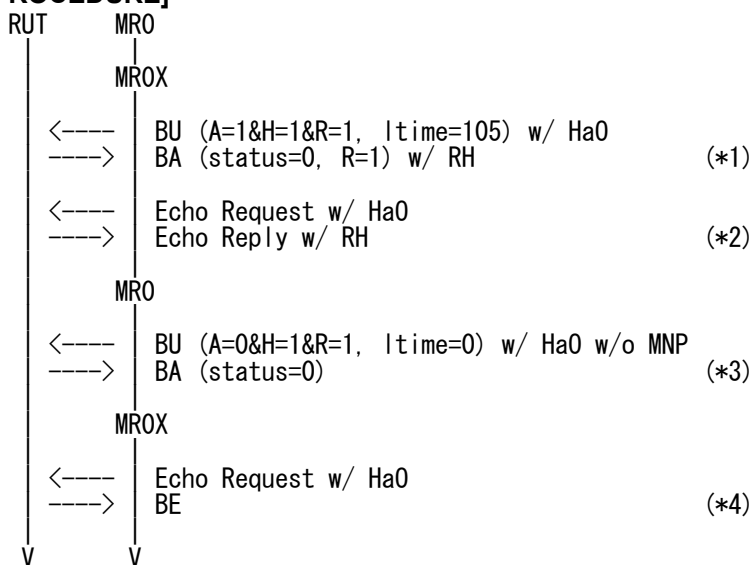 ROCEDURE]
RUT MR0
MR0X
<---- BU (A=1&H=1&R=1, ltime=105) w/ HaO
----> BA (status=0, R=1) w/ RH (*1)
<---- Echo Request w/ HaO
----> Echo Reply w/ RH (*2)
MR0
<---- BU (A=0&H=1&R=1, ltime=0) w/ HaO w/o MNP
----> BA (status=0) (*3)
MR0X
<---- Echo Request w/ HaO
----> BE (*4)
V V